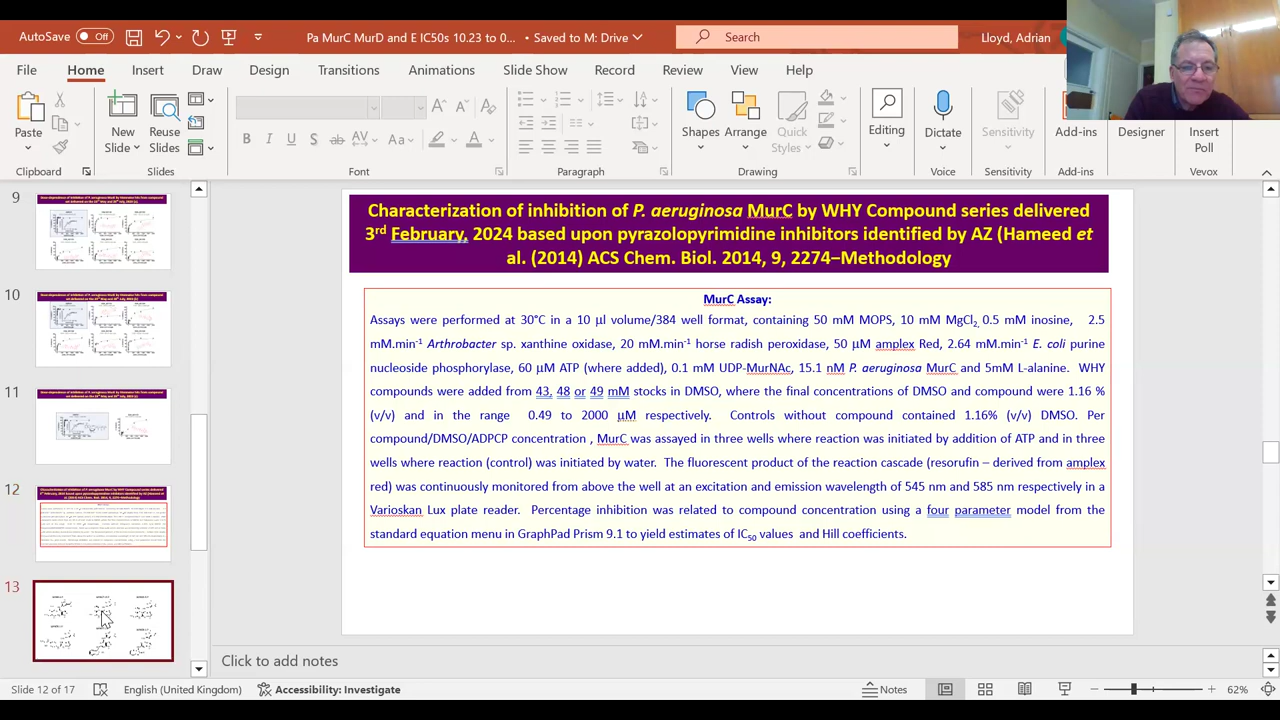 AutoSave Off Pa MurC MurD and E IC50s 10.23 to 0... • Saved to M: Drive Search Lloyd, Adrian
File Home Insert Draw Design Transitions Animations Slide Show Record Review View Help
Paste New Slide Reuse Slides Shapes Arrange Quick Styles Editing Dictate Sensitivity Add-ins Designer Insert Poll
Clipboard Slides Font Paragraph Drawing Voice Sensitivity Add-ins Vevox
9
10
11
12
13
Characterization of inhibition of P. aeruginosa MurC by WHY Compound series delivered
3rd February, 2024 based upon pyrazolopyrimidine inhibitors identified by AZ (Hameed et
al. (2014) ACS Chem. Biol. 2014, 9, 2274–Methodology
MurC Assay:
Assays were performed at 30°C in a 10 µl volume/384 well format, containing 50 mM MOPS, 10 mM MgCl2, 0.5 mM inosine, 2.5
mM.min-1 Arthrobacter sp. xanthine oxidase, 20 mM.min-1 horse radish peroxidase, 50 µM amplex Red, 2.64 mM.min-1 E. coli purine
nucleoside phosphorylase, 60 µM ATP (where added), 0.1 mM UDP-MurNAc, 15.1 nM P. aeruginosa MurC and 5mM L-alanine. WHY
compounds were added from 43, 48 or 49 mM stocks in DMSO, where the final concentrations of DMSO and compound were 1.16 %
(v/v) and in the range 0.49 to 2000 µM respectively. Controls without compound contained 1.16% (v/v) DMSO. Per
compound/DMSO/ADPCP concentration , MurC was assayed in three wells where reaction was initiated by addition of ATP and in three
wells where reaction (control) was initiated by water. The fluorescent product of the reaction cascade (resorufin – derived from amplex
red) was continuously monitored from above the well at an excitation and emission wavelength of 545 nm and 585 nm respectively in a
Varioskan Lux plate reader. Percentage inhibition was related to compound concentration using a four parameter model from the
standard equation menu in GraphPad Prism 9.1 to yield estimates of IC50 values and Hill coefficients.
Click to add notes
Slide 12 of 17 English (United Kingdom) Accessibility: Investigate Notes 62%